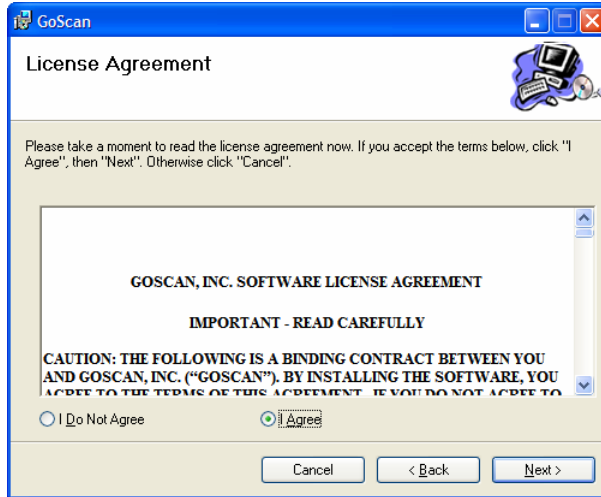 GoScan
License Agreement
Please take a moment to read the license agreement now. If you accept the terms below, click "I
Agree", then "Next". Otherwise click "Cancel".
GOSCAN, INC. SOFTWARE LICENSE AGREEMENT
IMPORTANT - READ CAREFULLY
CAUTION: THE FOLLOWING IS A BINDING CONTRACT BETWEEN YOU
AND GOSCAN, INC. (“GOSCAN”). BY INSTALLING THE SOFTWARE, YOU
AGREE TO THE TERMS OF THIS AGREEMENT. IF YOU DO NOT AGREE TO
I Do Not Agree
I Agree
Cancel
< Back
Next >